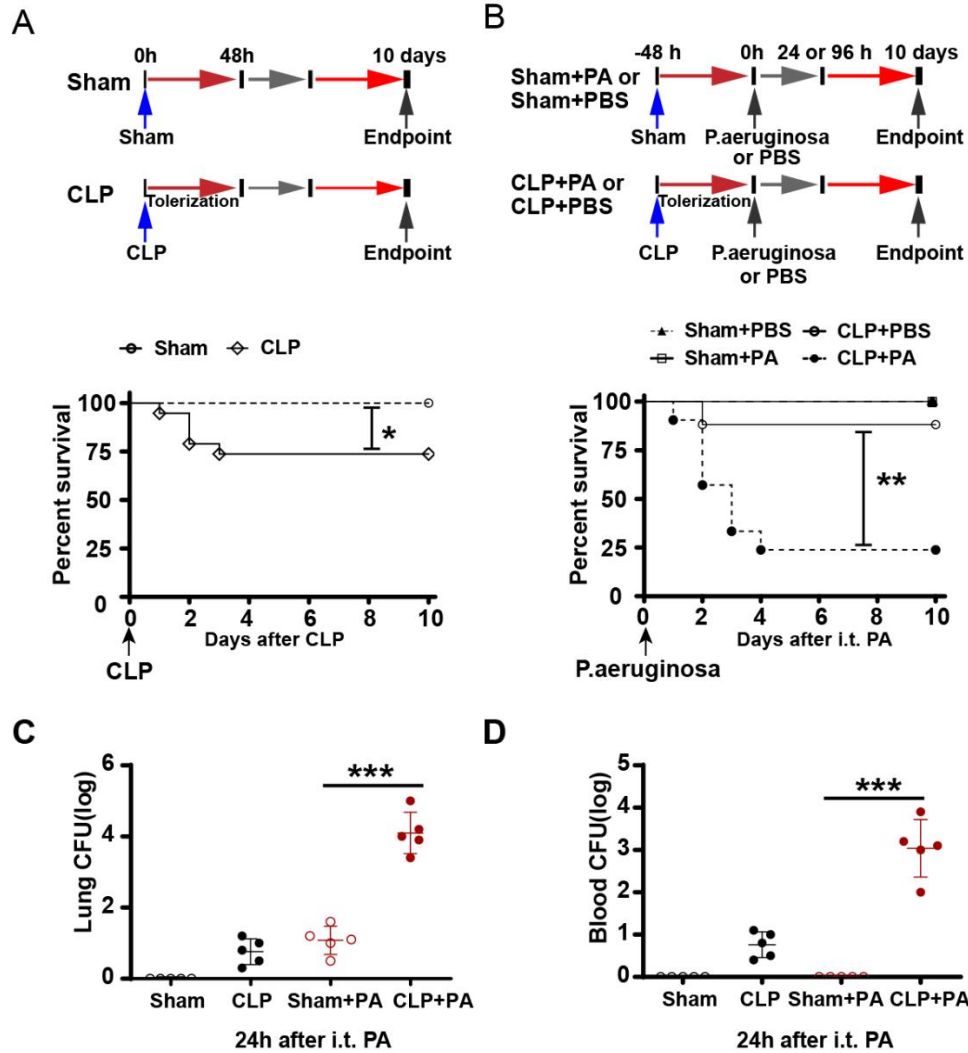 A
0h 48h 10 days
Sham
Sham Endpoint
CLP
Tolerization
CLP Endpoint
Sham CLP
100
75
50
25
0
Percent survival
0 2 4 6 8 10
Days after CLP
CLP
*
B
-48 h 0h 24 or 96 h 10 days
Sham+PA or
Sham+PBS
Sham P.aeruginosa Endpoint
or PBS
CLP+PA or
CLP+PBS
Tolerization
CLP P.aeruginosa Endpoint
or PBS
Sham+PBS CLP+PBS
Sham+PA CLP+PA
100
75
50
25
0
Percent survival
0 2 4 6 8 10
Days after i.t. PA
P.aeruginosa
**
C
Lung CFU(log)
6
4
2
0
***
Sham CLP Sham+PA CLP+PA
24h after i.t. PA
D
Blood CFU(log)
5
4
3
2
1
0
***
Sham CLP Sham+PA CLP+PA
24h after i.t. PA